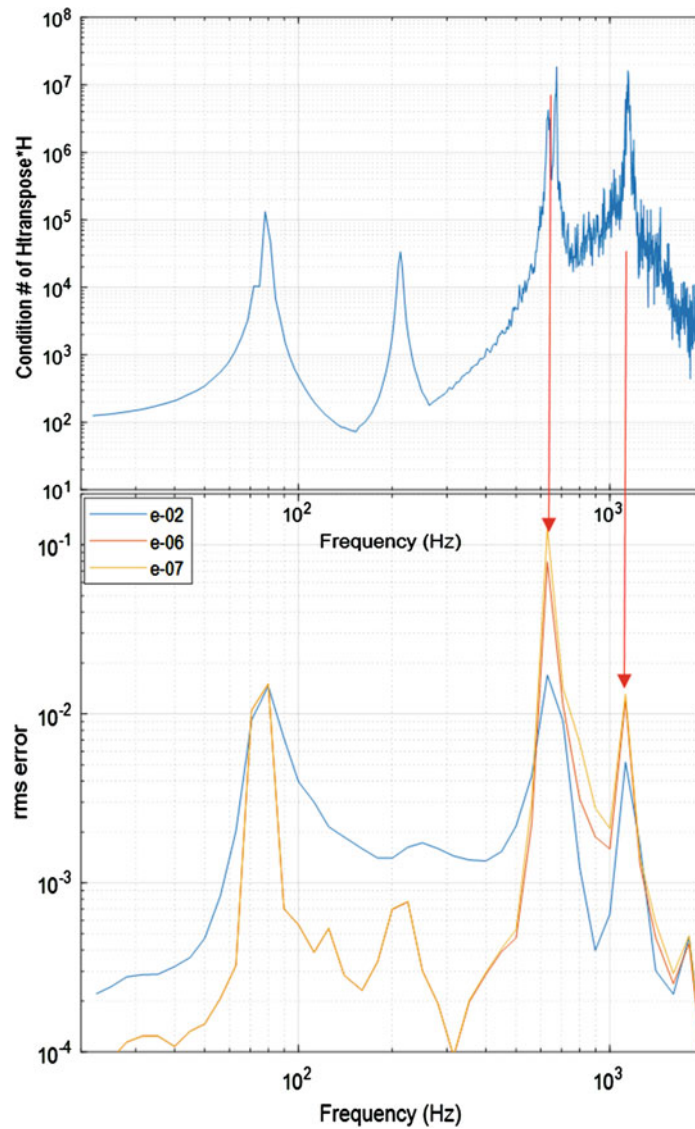 10^8
10^7
10^6
10^5
10^4
10^3
10^2
10^1
Condition # of Htranspose*H
10^2
10^3
Frequency (Hz)
e-02
e-06
e-07
10^-1
10^-2
10^-3
10^-4
rms error
10^2
10^3
Frequency (Hz)